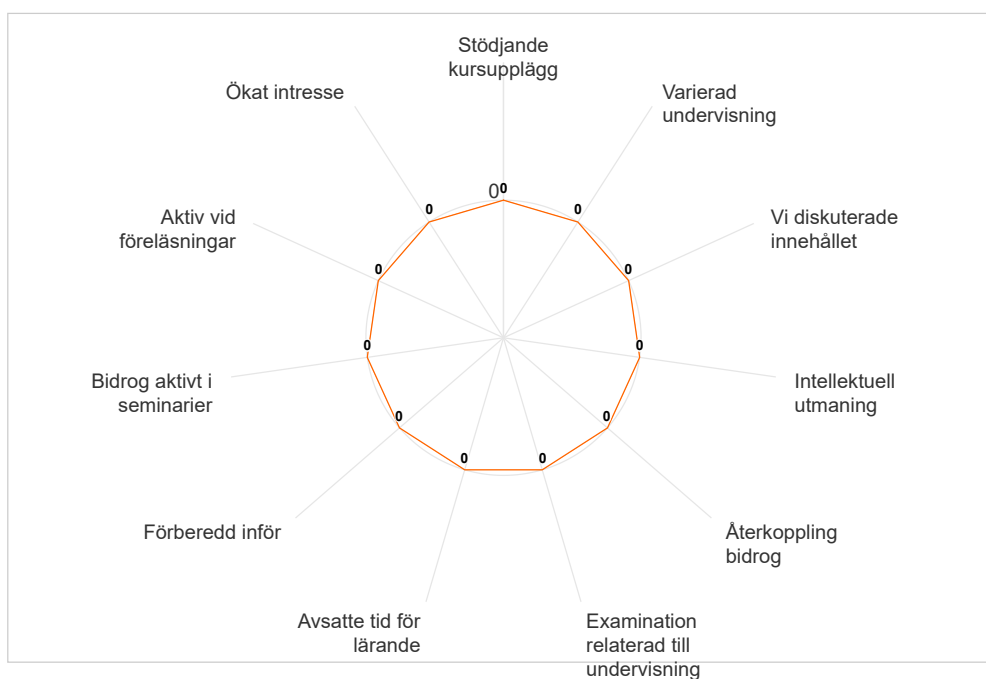 Stödjande
kursupplägg
Ökat intresse
Varierad
undervisning
0
0
0
0
Aktiv vid
föreläsningar
Vi diskuterade
innehållet
0
0
0
0
Bidrog aktivt i
seminarier
Intellektuell
utmaning
0
0
0
0
Förberedd inför
Återkoppling
bidrog
Avsatte tid för
lärande
Examination
relaterad till
undervisning